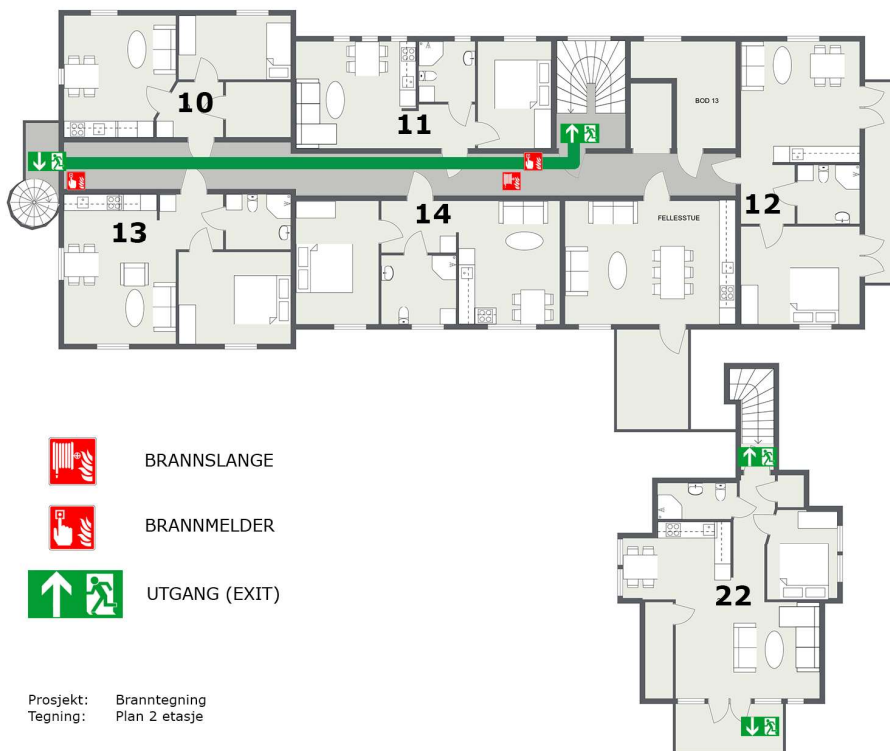 10
11
BOD 13
12
13
14
FELLESSTUE
BRANNSLANGE
BRANNMELDER
UTGANG (EXIT)
22
Prosjekt: Branntegning
Tegning: Plan 2 etasje